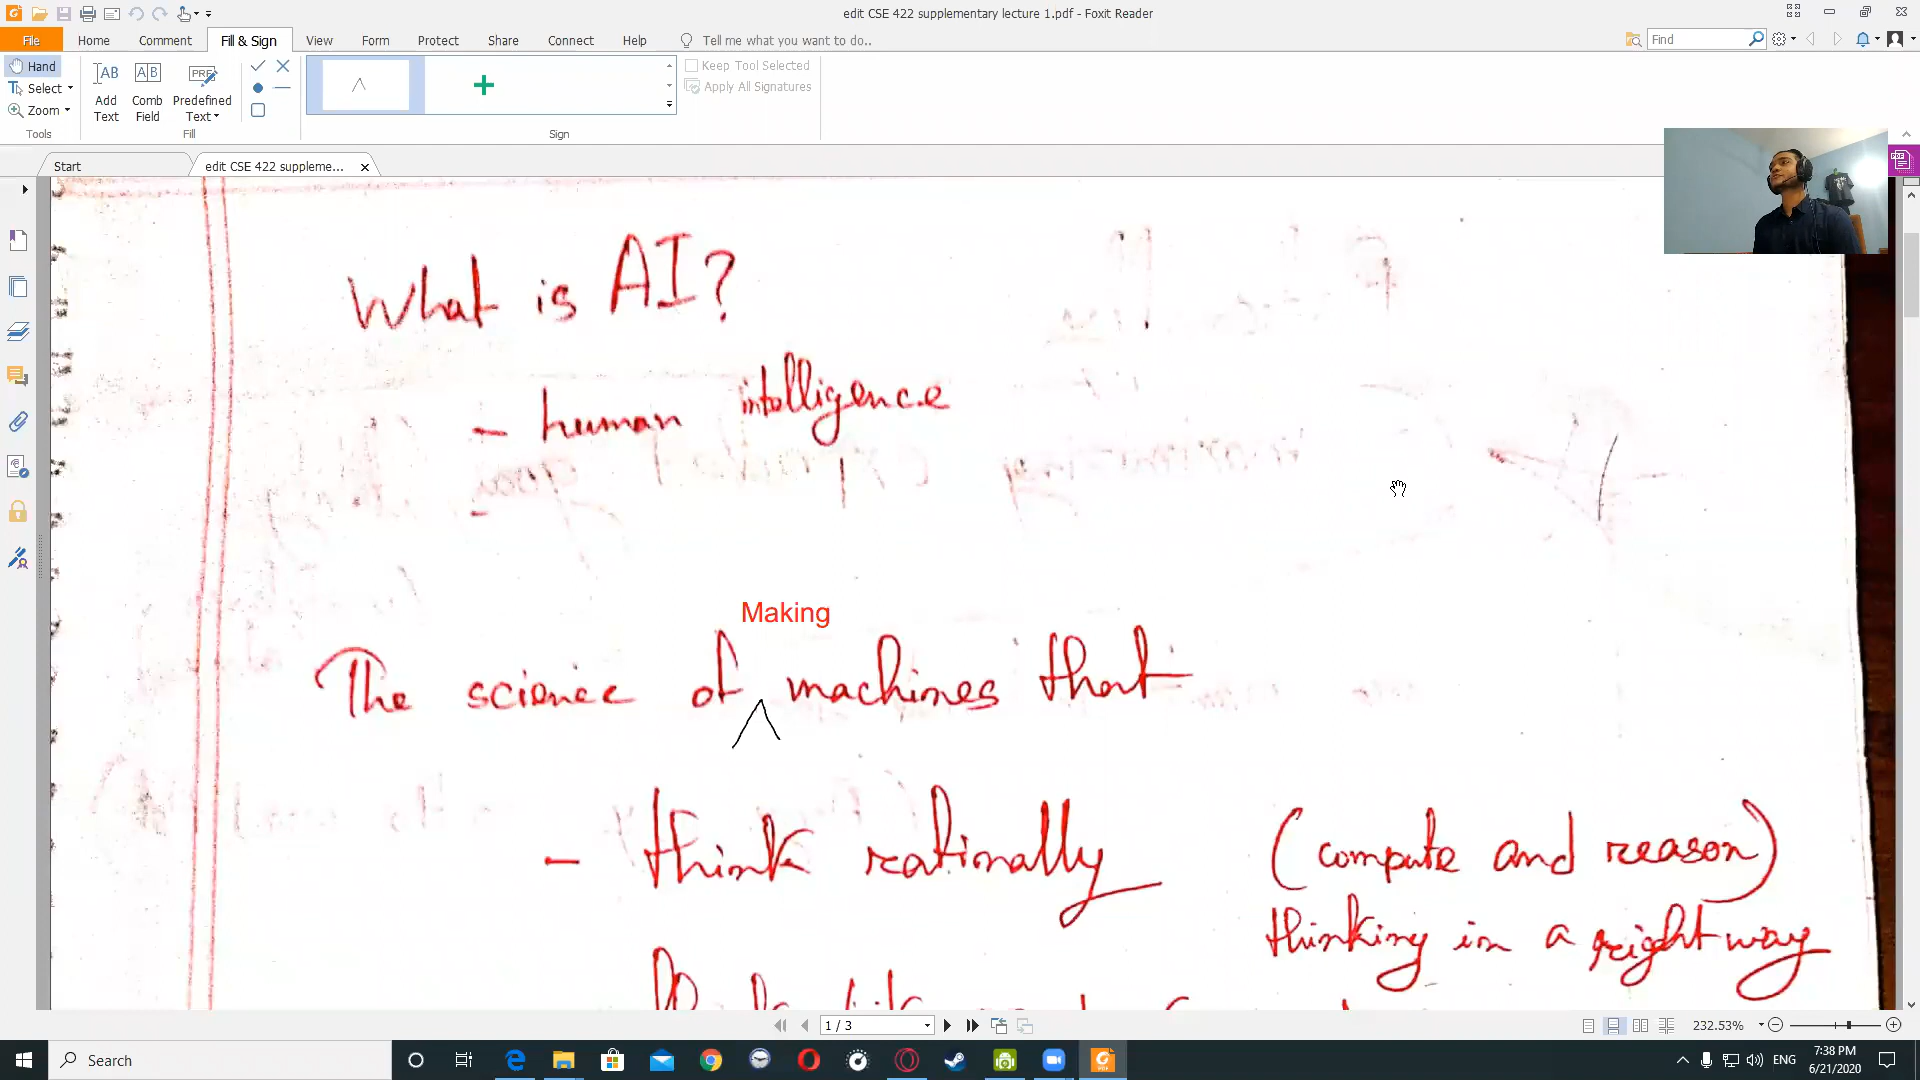 edit CSE 422 supplementary lecture 1.pdf - Foxit Reader
File Home Comment Fill & Sign View Form Protect Share Connect Help Tell me what you want to do.. Find
Hand
Select
Zoom
Tools
Add Text
Comb Field
Predefined Text
Fill
Keep Tool Selected
Apply All Signatures
Sign
Start
edit CSE 422 suppleme...
What is AI?
- human intelligence
-
Making
The science of machines that
- think rationally (compute and reason)
thinking in a right way
1 / 3
232.53%
Search
ENG
7:38 PM
6/21/2020